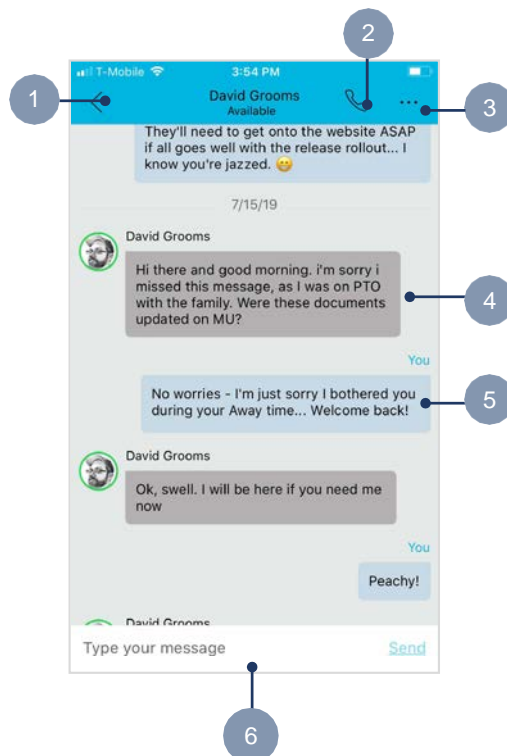 2
T-Mobile 3:54 PM
1
David Grooms
Available
3
They'll need to get onto the website ASAP
if all goes well with the release rollout... I
know you're jazzed. 😁
7/15/19
David Grooms
Hi there and good morning. i'm sorry i
missed this message, as I was on PTO
with the family. Were these documents
updated on MU?
4
You
No worries - I'm just sorry I bothered you
during your Away time... Welcome back!
5
David Grooms
Ok, swell. I will be here if you need me
now
You
Peachy!
David Grooms
Type your message Send
6